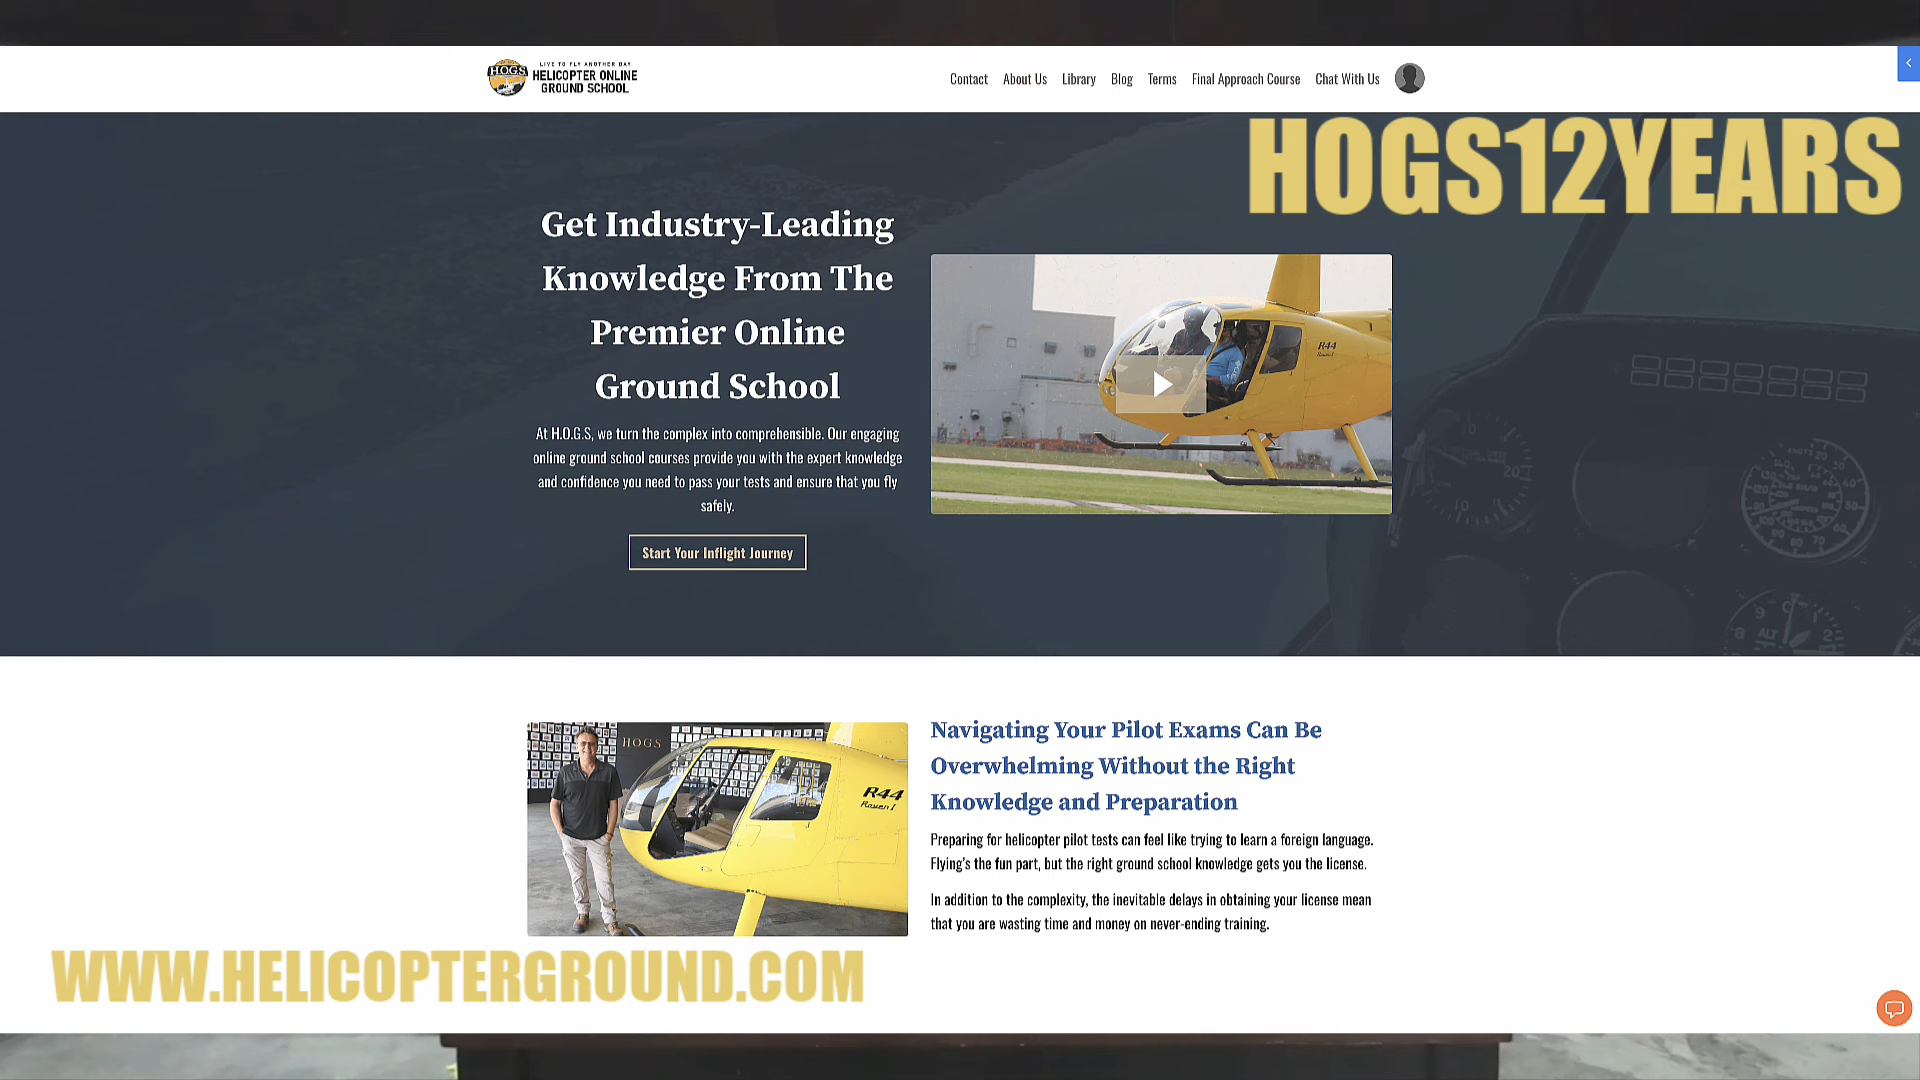 LIVE TO FLY ANOTHER DAY
HOGS
HELICOPTER ONLINE
GROUND SCHOOL
Contact About Us Library Blog Terms Final Approach Course Chat With Us
HOGS12YEARS
Get Industry-Leading
Knowledge From The
Premier Online
Ground School
At H.O.G.S, we turn the complex into comprehensible. Our engaging
online ground school courses provide you with the expert knowledge
and confidence you need to pass your tests and ensure that you fly
safely.
Start Your Inflight Journey
R44
Raven I
HOGS
R44
Raven I
Navigating Your Pilot Exams Can Be
Overwhelming Without the Right
Knowledge and Preparation
Preparing for helicopter pilot tests can feel like trying to learn a foreign language.
Flying's the fun part, but the right ground school knowledge gets you the license.
In addition to the complexity, the inevitable delays in obtaining your license mean
that you are wasting time and money on never-ending training.
WWW.HELICOPTERGROUND.COM